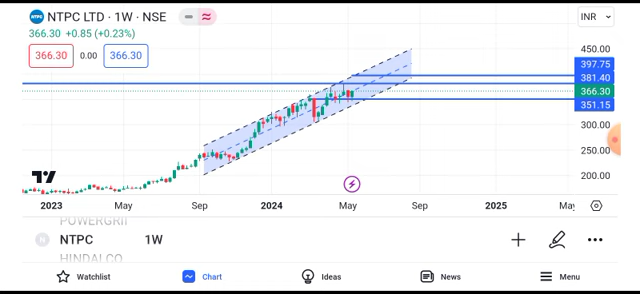 NTPC NTPC LTD · 1W · NSE
INR
366.30 +0.85 (+0.23%)
366.30 0.00 366.30
450.00
397.75
381.40
366.30
351.15
300.00
250.00
200.00
2023 May Sep 2024 May Sep 2025 May
POWERGRI
N NTPC 1W
HINDALCO
Watchlist Chart Ideas News Menu